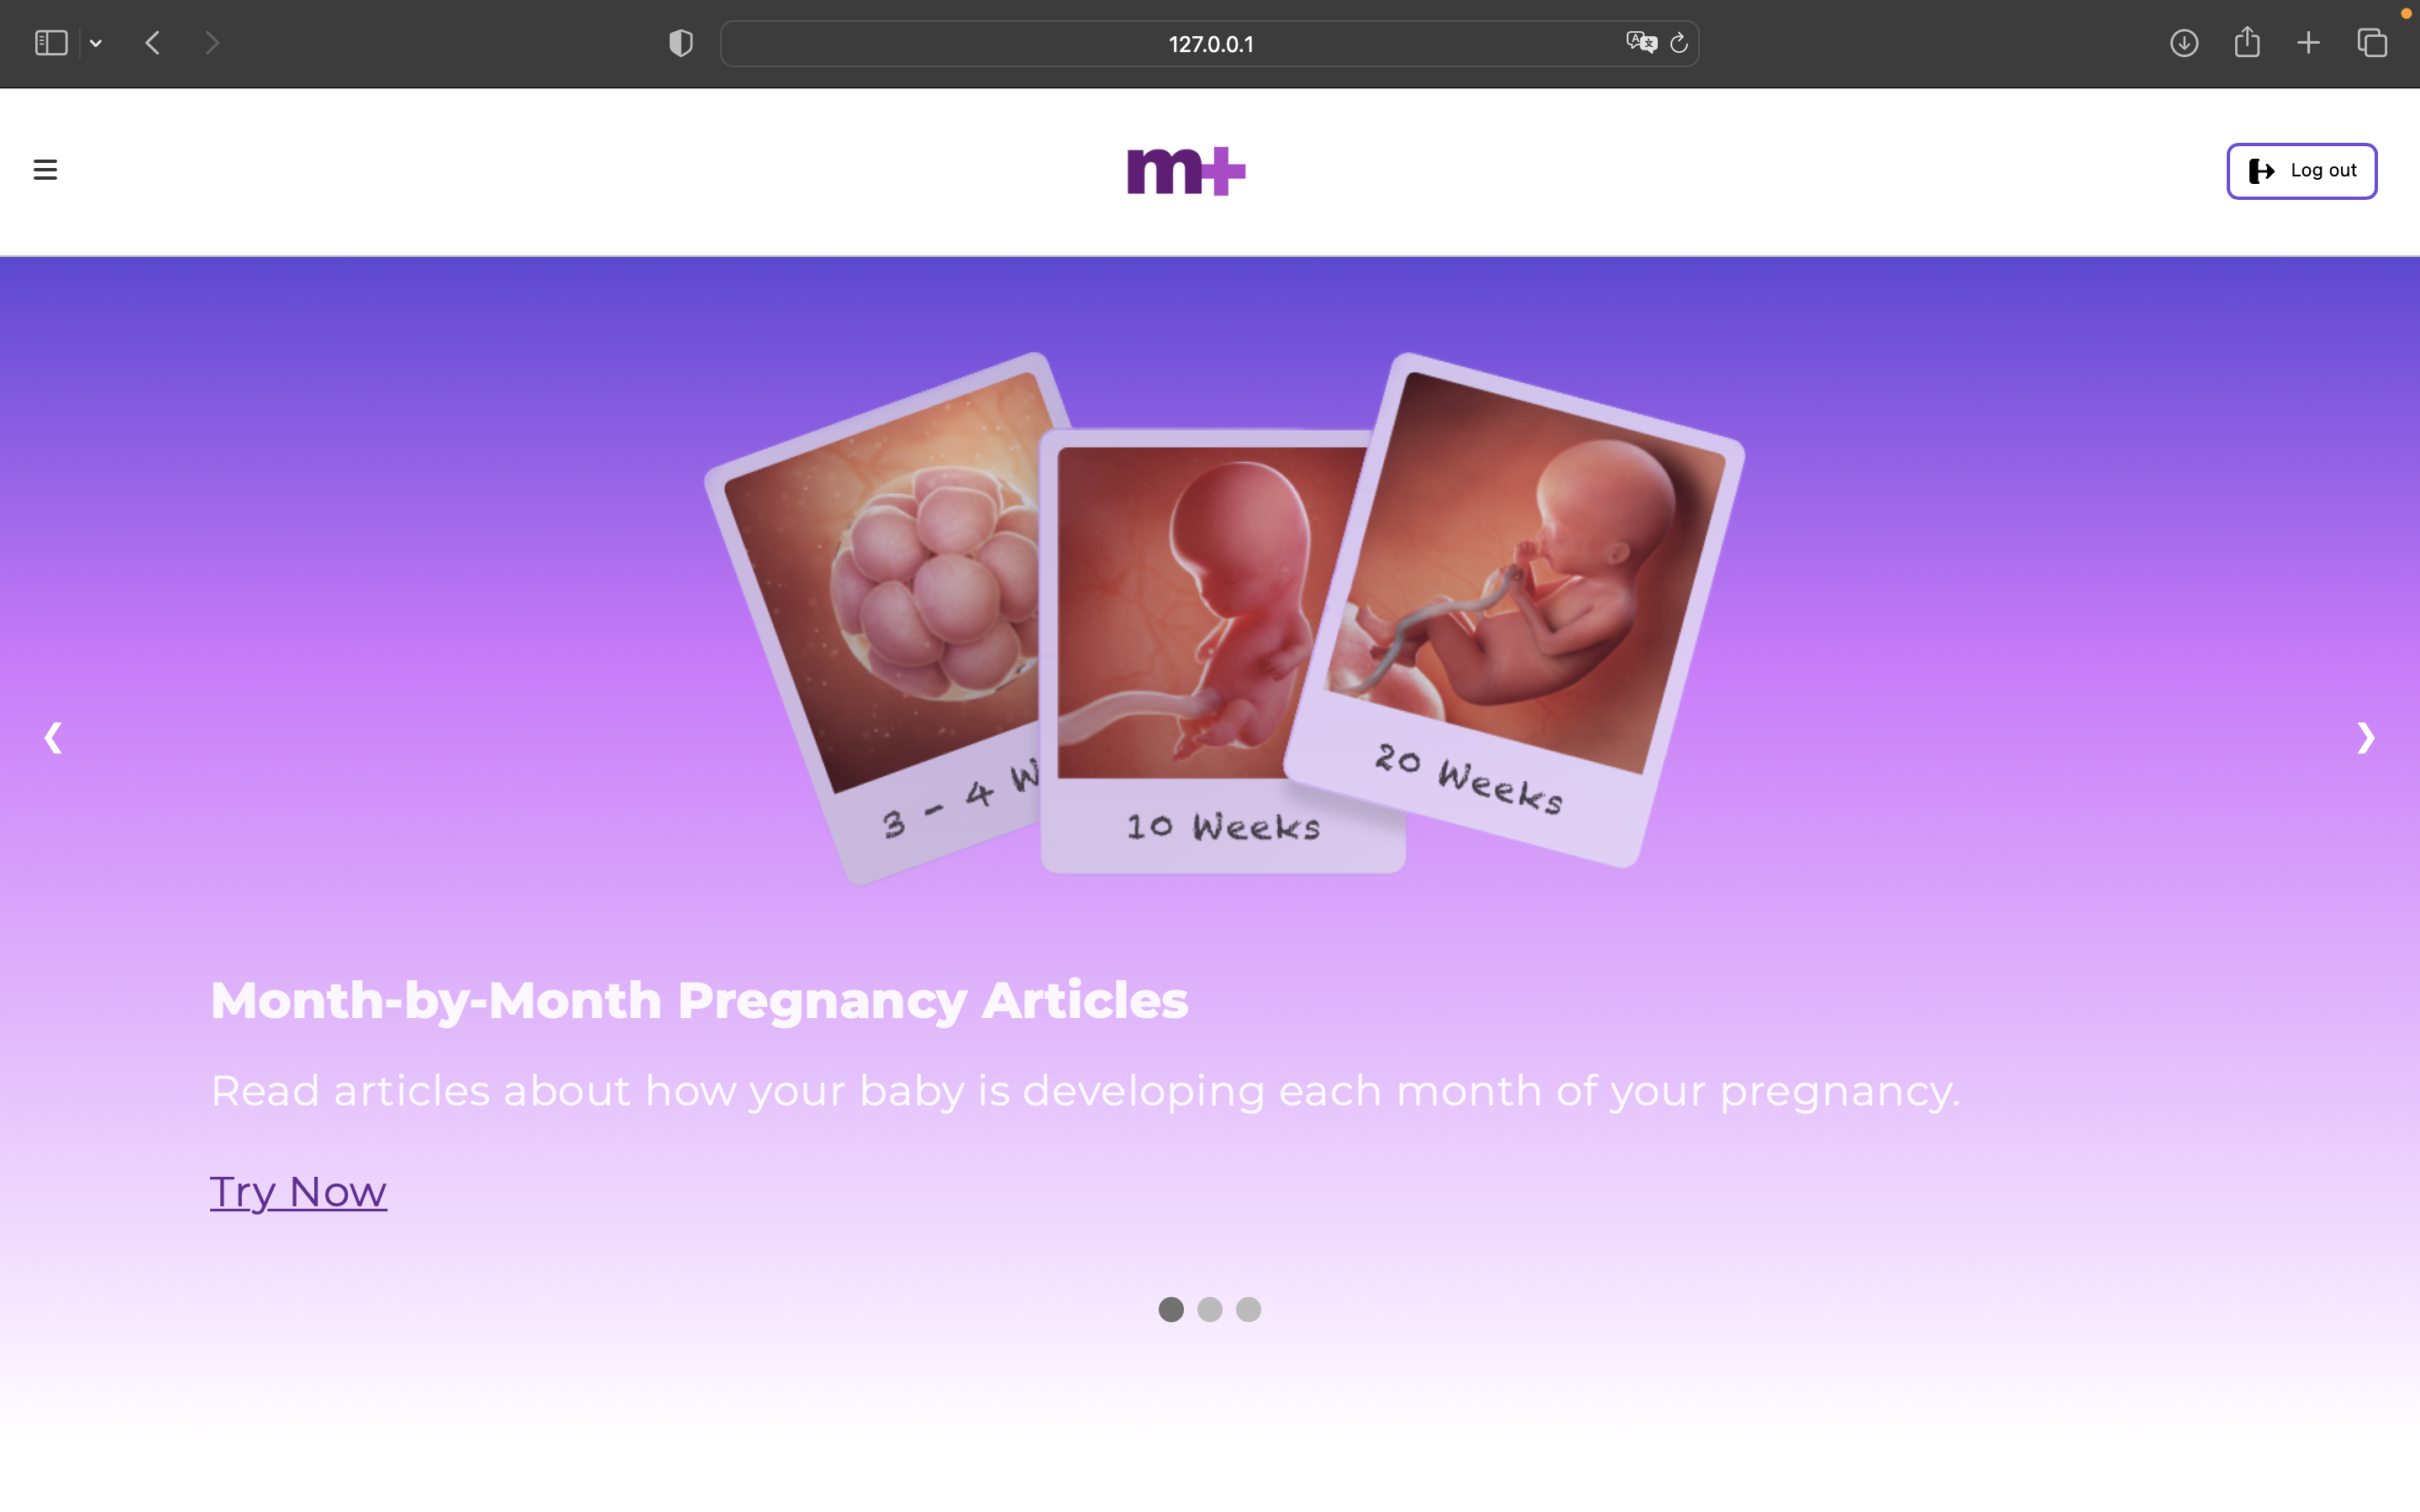 127.0.0.1
m+
Log out
3 - 4 W
10 Weeks
20 Weeks
Month-by-Month Pregnancy Articles
Read articles about how your baby is developing each month of your pregnancy.
Try Now